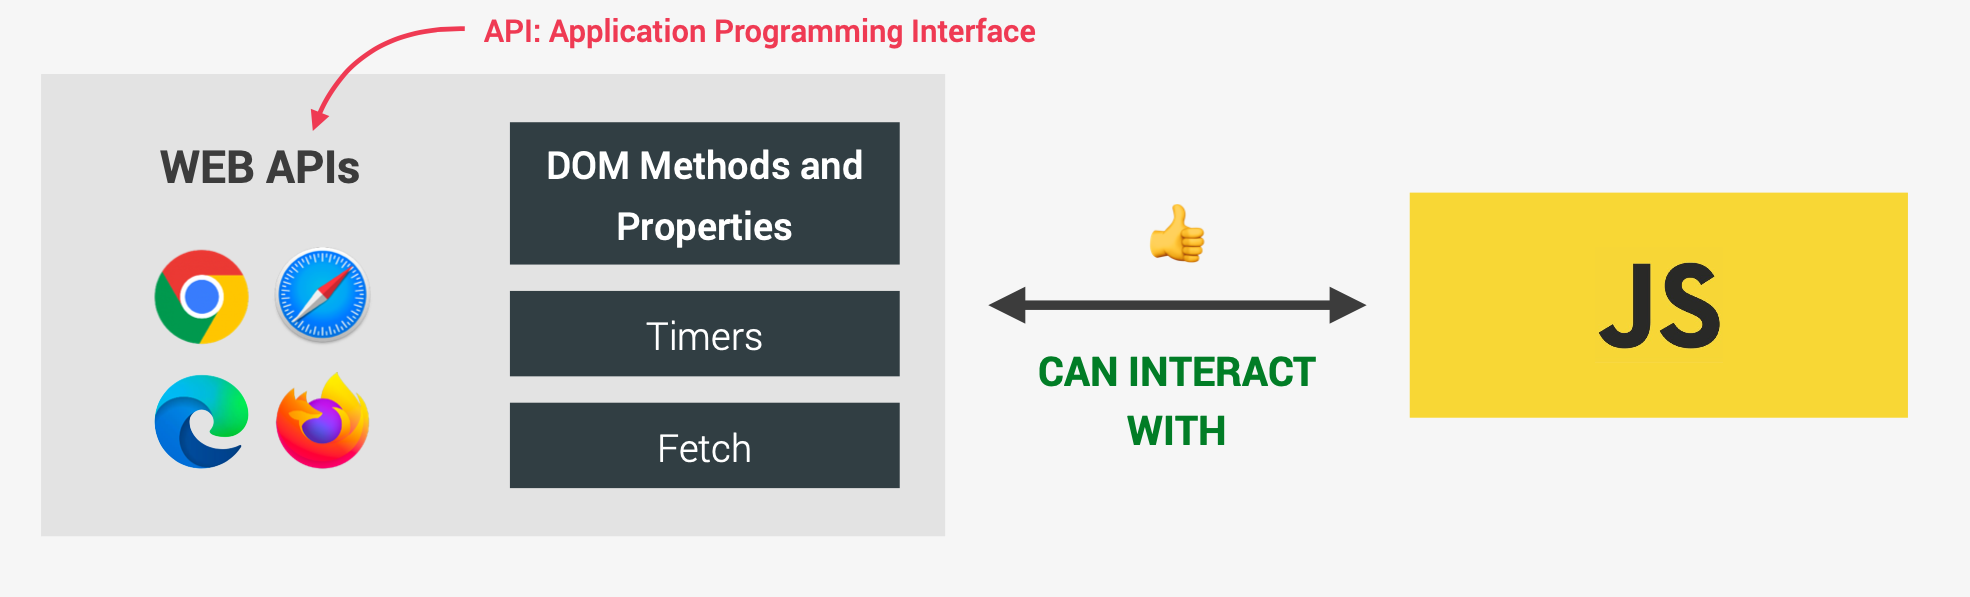 API: Application Programming Interface
WEB APIs
DOM Methods and
Properties
Timers
Fetch
CAN INTERACT
WITH
JS